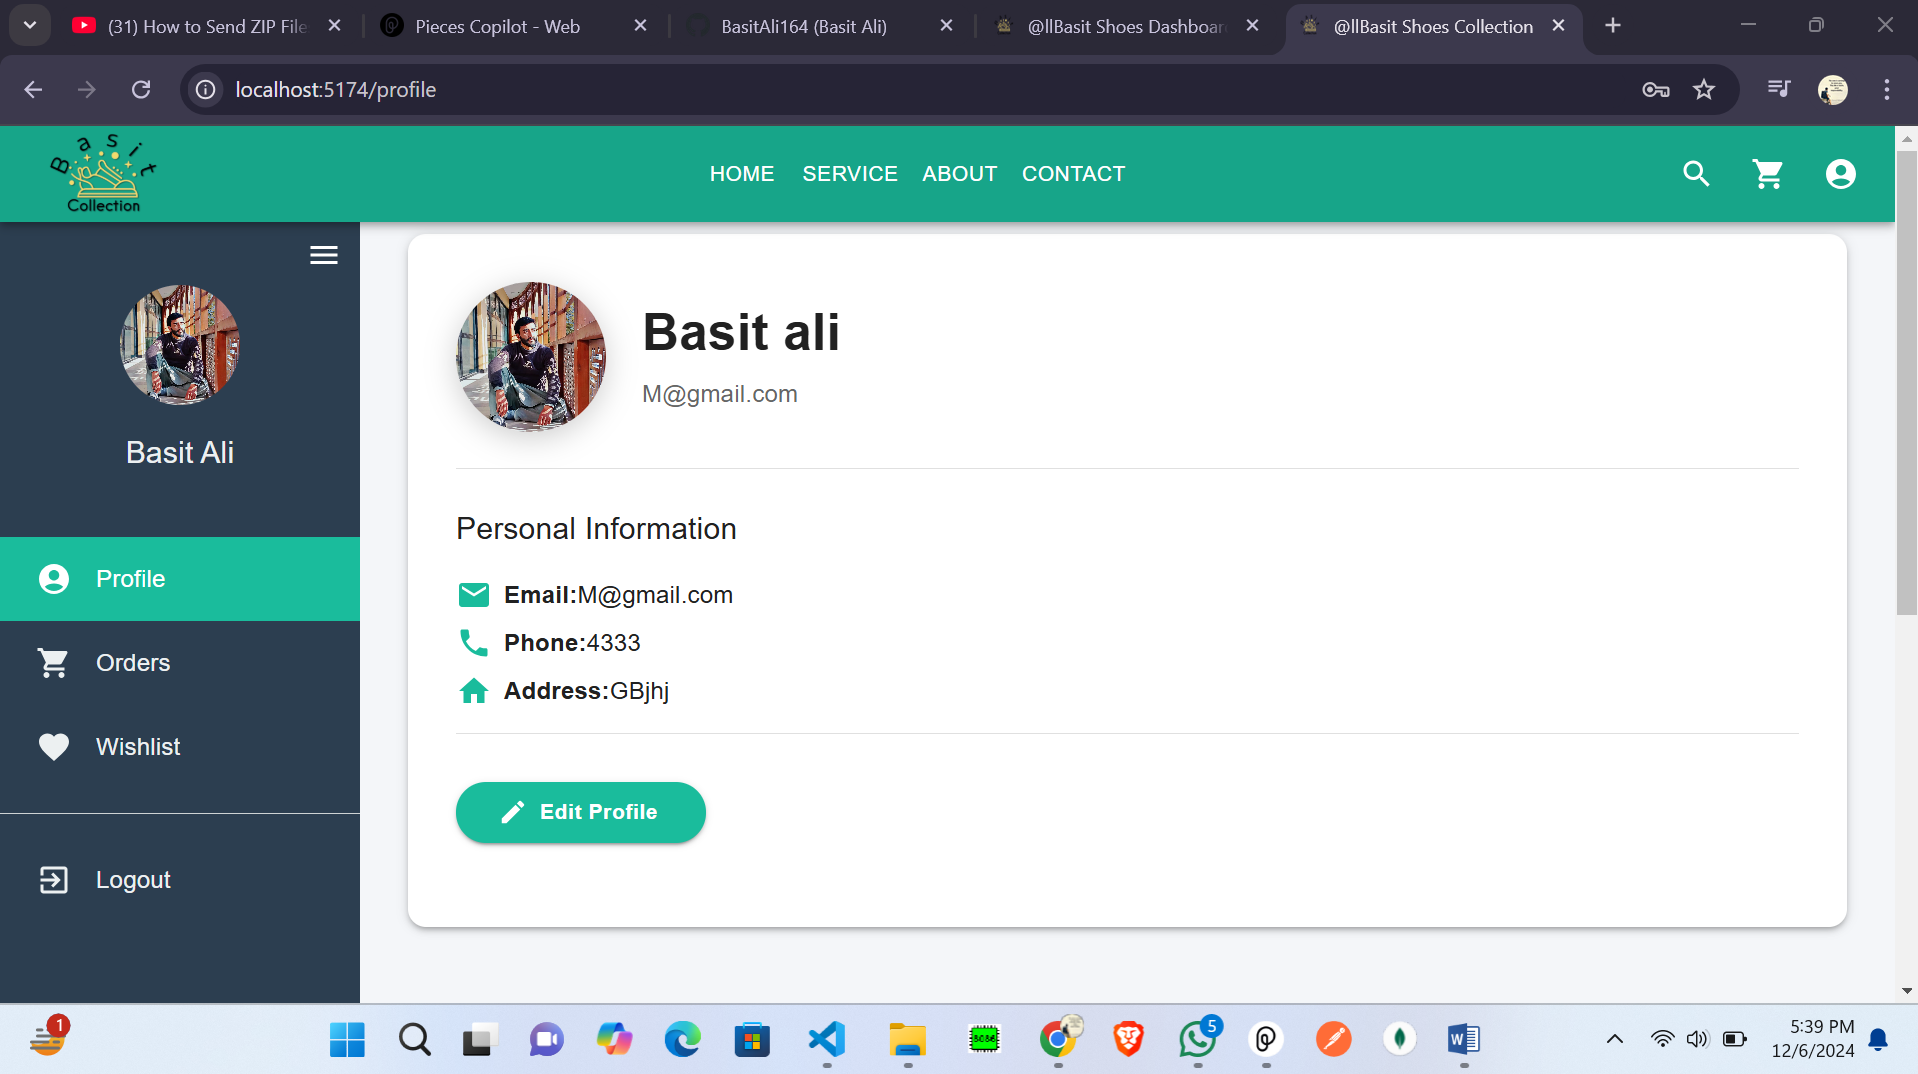 (31) How to Send ZIP File
Pieces Copilot - Web
BasitAli164 (Basit Ali)
@llBasit Shoes Dashboar
@llBasit Shoes Collection
localhost:5174/profile
Basit
Collection
HOME
SERVICE
ABOUT
CONTACT
Basit Ali
Profile
Orders
Wishlist
Logout
Basit ali
M@gmail.com
Personal Information
Email:M@gmail.com
Phone:4333
Address:GBjhj
Edit Profile
1
8086
5
W
5:39 PM
12/6/2024